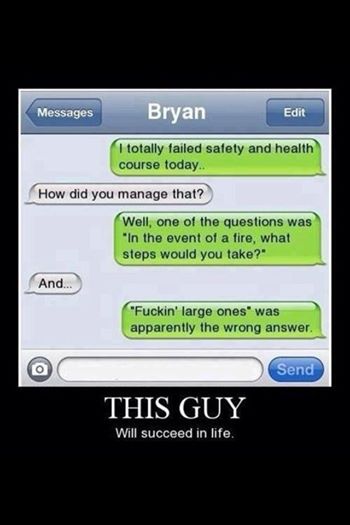 Messages
Bryan
Edit
I totally failed safety and health
course today..
How did you manage that?
Well, one of the questions was
"In the event of a fire, what
steps would you take?"
And...
"Fuckin' large ones" was
apparently the wrong answer.
Send
THIS GUY
Will succeed in life.